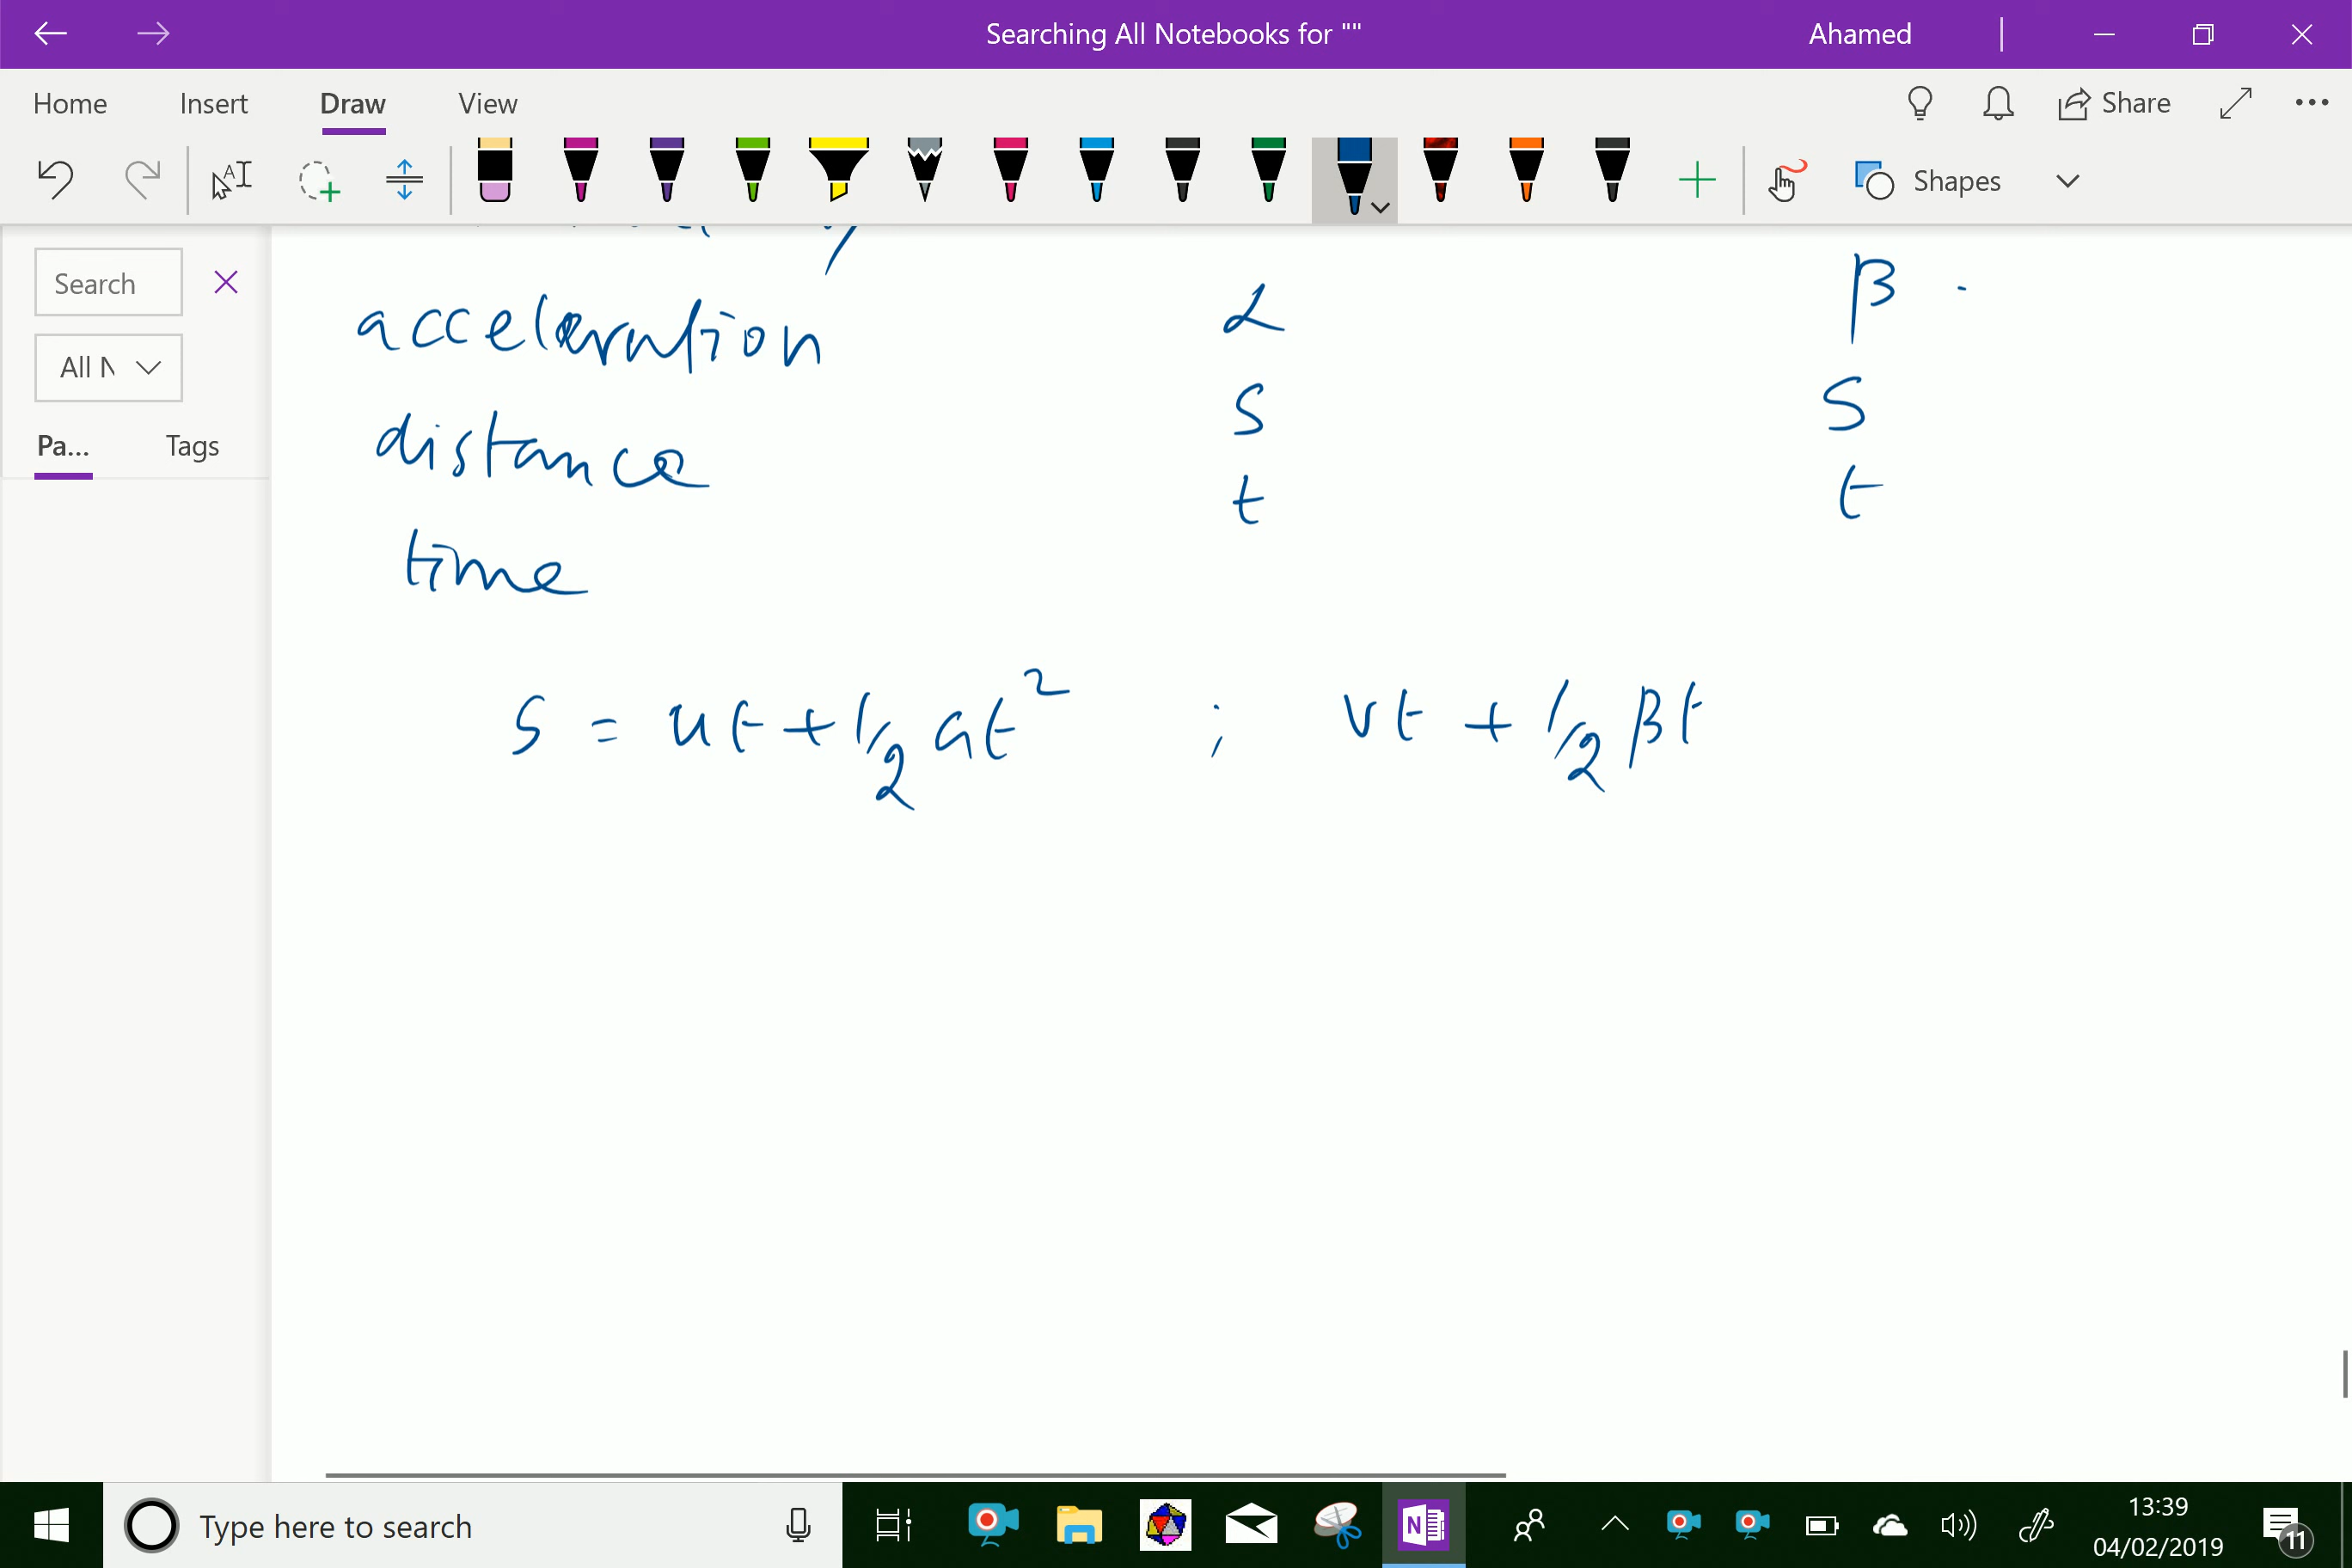 Searching All Notebooks for ""
Ahamed
Home Insert Draw View
Share
Shapes
Search
All N
Pa... Tags
acceleration α β .
distance s s
time t t
s = ut + 1/2 at² ; vt + 1/2 βt
Type here to search
13:39
04/02/2019
11